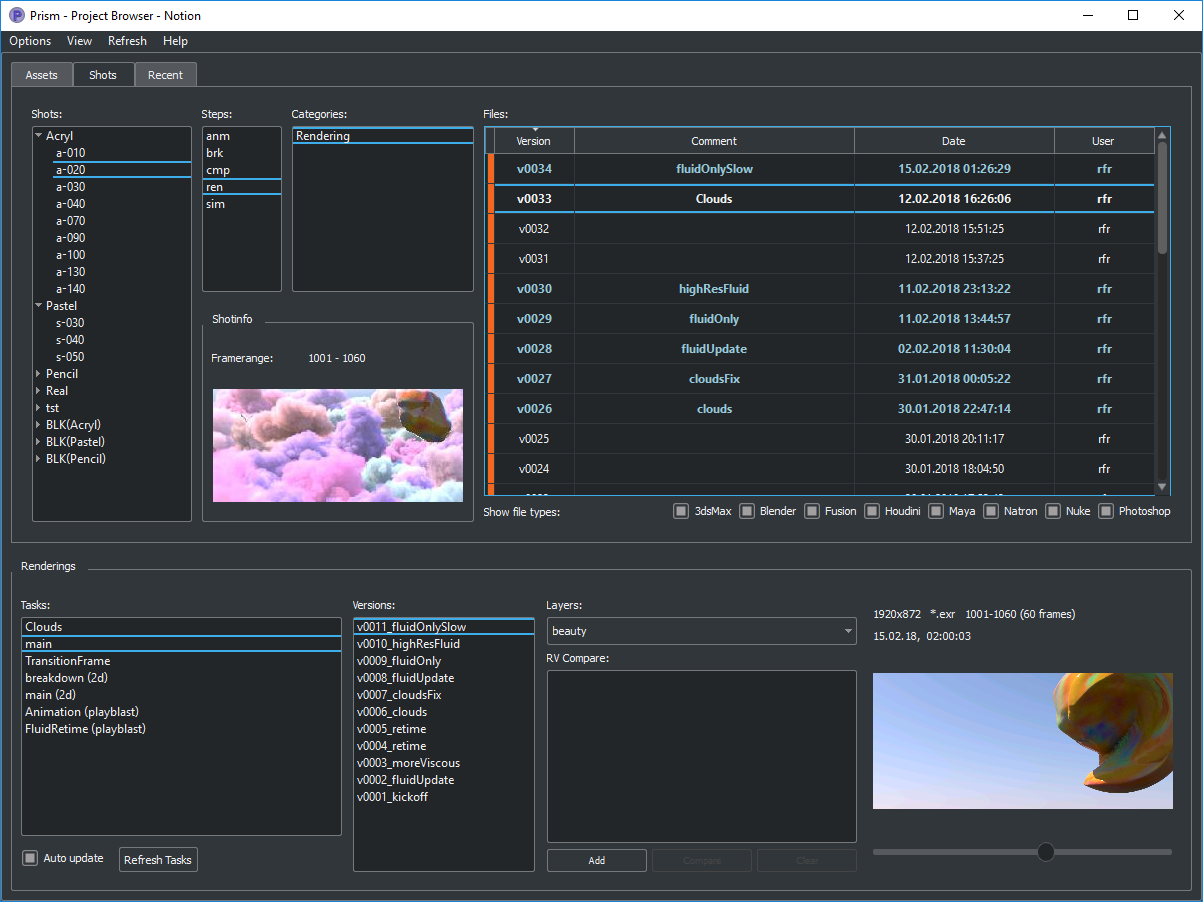 Prism - Project Browser - Notion
Options View Refresh Help
Assets Shots Recent
Shots:
Acryl
a-010
a-020
a-030
a-040
a-070
a-090
a-100
a-130
a-140
Pastel
s-030
s-040
s-050
Pencil
Real
tst
BLK(Acryl)
BLK(Pastel)
BLK(Pencil)
Steps:
anm
brk
cmp
ren
sim
Categories:
Rendering
Shotinfo
Framerange: 1001 - 1060
Files:
Version Comment Date User
v0034 fluidOnlySlow 15.02.2018 01:26:29 rfr
v0033 Clouds 12.02.2018 16:26:06 rfr
v0032 12.02.2018 15:51:25 rfr
v0031 12.02.2018 15:37:25 rfr
v0030 highResFluid 11.02.2018 23:13:22 rfr
v0029 fluidOnly 11.02.2018 13:44:57 rfr
v0028 fluidUpdate 02.02.2018 11:30:04 rfr
v0027 cloudsFix 31.01.2018 00:05:22 rfr
v0026 clouds 30.01.2018 22:47:14 rfr
v0025 30.01.2018 20:11:17 rfr
v0024 30.01.2018 18:04:50 rfr
Show file types: 3dsMax Blender Fusion Houdini Maya Natron Nuke Photoshop
Renderings
Tasks:
Clouds
main
TransitionFrame
breakdown (2d)
main (2d)
Animation (playblast)
FluidRetime (playblast)
Auto update Refresh Tasks
Versions:
v0011_fluidOnlySlow
v0010_highResFluid
v0009_fluidOnly
v0008_fluidUpdate
v0007_cloudsFix
v0006_clouds
v0005_retime
v0004_retime
v0003_moreViscous
v0002_fluidUpdate
v0001_kickoff
Layers:
beauty
RV Compare:
Add Compare Clear
1920x872 *.exr 1001-1060 (60 frames)
15.02.18, 02:00:03